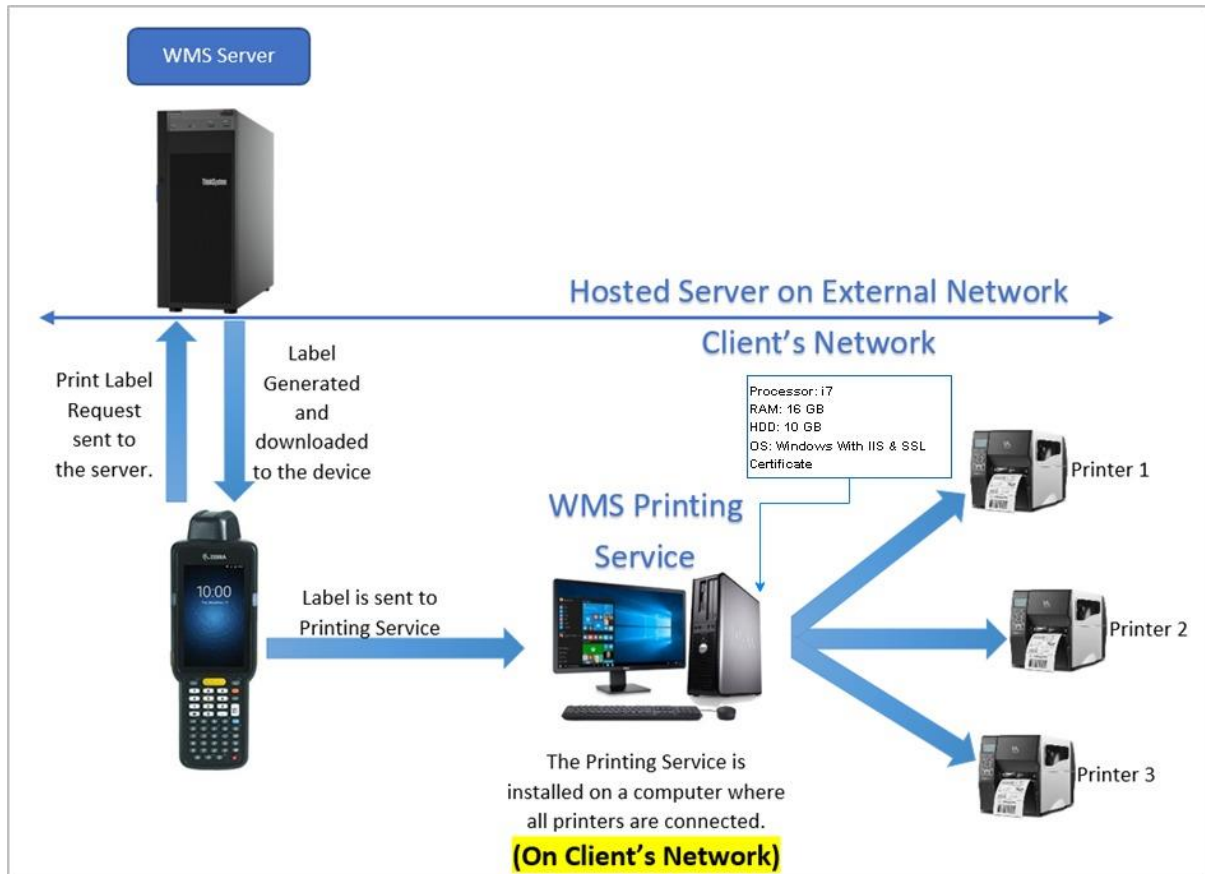 WMS Server
ThinkSystem
Hosted Server on External Network
Client's Network
Print Label
Request
sent to
the server.
Label
Generated
and
downloaded
to the device
Processor: i7
RAM: 16 GB
HDD: 10 GB
OS: Windows With IIS & SSL
Certificate
Printer 1
WMS Printing
Service
ZEBRA
10:00
Label is sent to
Printing Service
Printer 2
Printer 3
The Printing Service is
installed on a computer where
all printers are connected.
(On Client's Network)